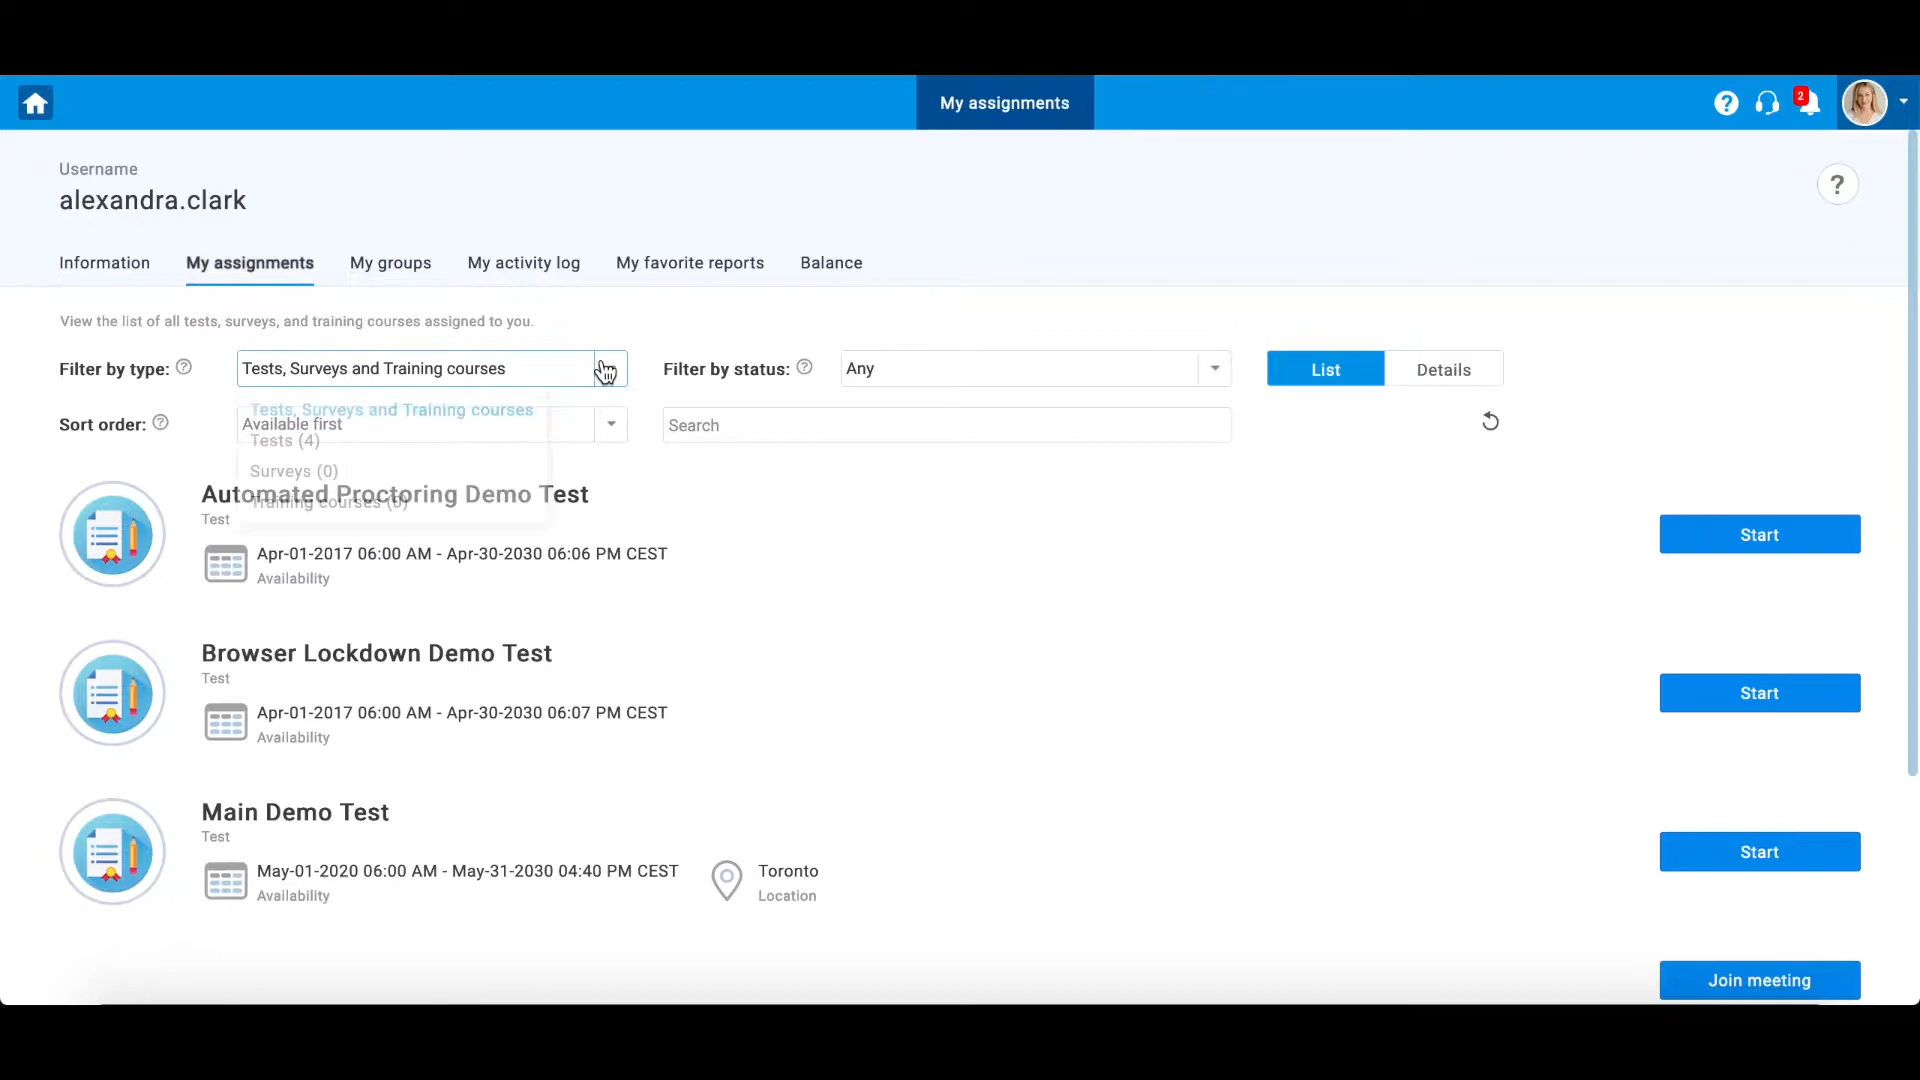 My assignments
2
Username
alexandra.clark
?
Information My assignments My groups My activity log My favorite reports Balance
View the list of all tests, surveys, and training courses assigned to you.
Filter by type: ? Tests, Surveys and Training courses Filter by status: ? Any List Details
Tests, Surveys and Training courses
Sort order: ? Available first Search
Tests (4)
Surveys (0)
Automated Proctoring Demo Test
Training courses (0)
Test
Start
Apr-01-2017 06:00 AM - Apr-30-2030 06:06 PM CEST
Availability
Browser Lockdown Demo Test
Test
Start
Apr-01-2017 06:00 AM - Apr-30-2030 06:07 PM CEST
Availability
Main Demo Test
Test
Start
May-01-2020 06:00 AM - May-31-2030 04:40 PM CEST Toronto
Availability Location
Join meeting